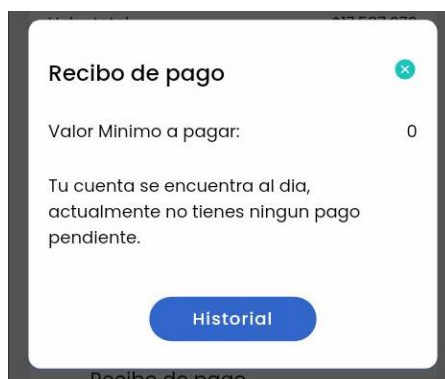 Recibo de pago
Valor Minimo a pagar: 0
Tu cuenta se encuentra al dia,
actualmente no tienes ningun pago
pendiente.
Historial
Recibo de pago